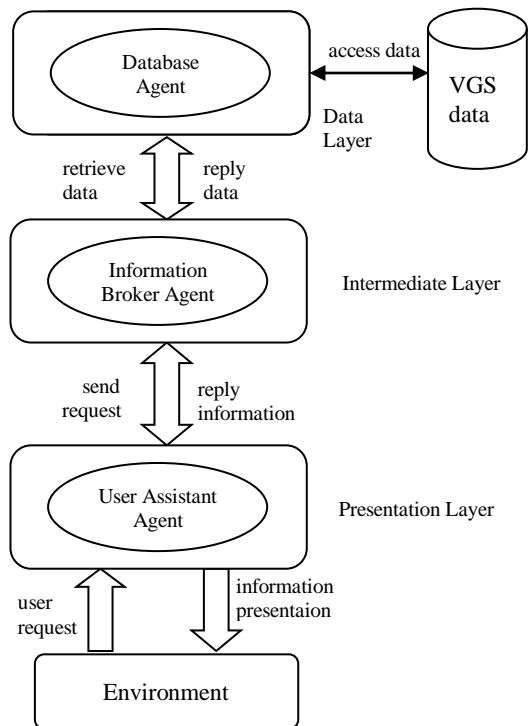 Database
Agent
access data
VGS
data
Data
Layer
retrieve
data
reply
data
Information
Broker Agent
Intermediate Layer
send
request
reply
information
User Assistant
Agent
Presentation Layer
user
request
information
presentaion
Environment